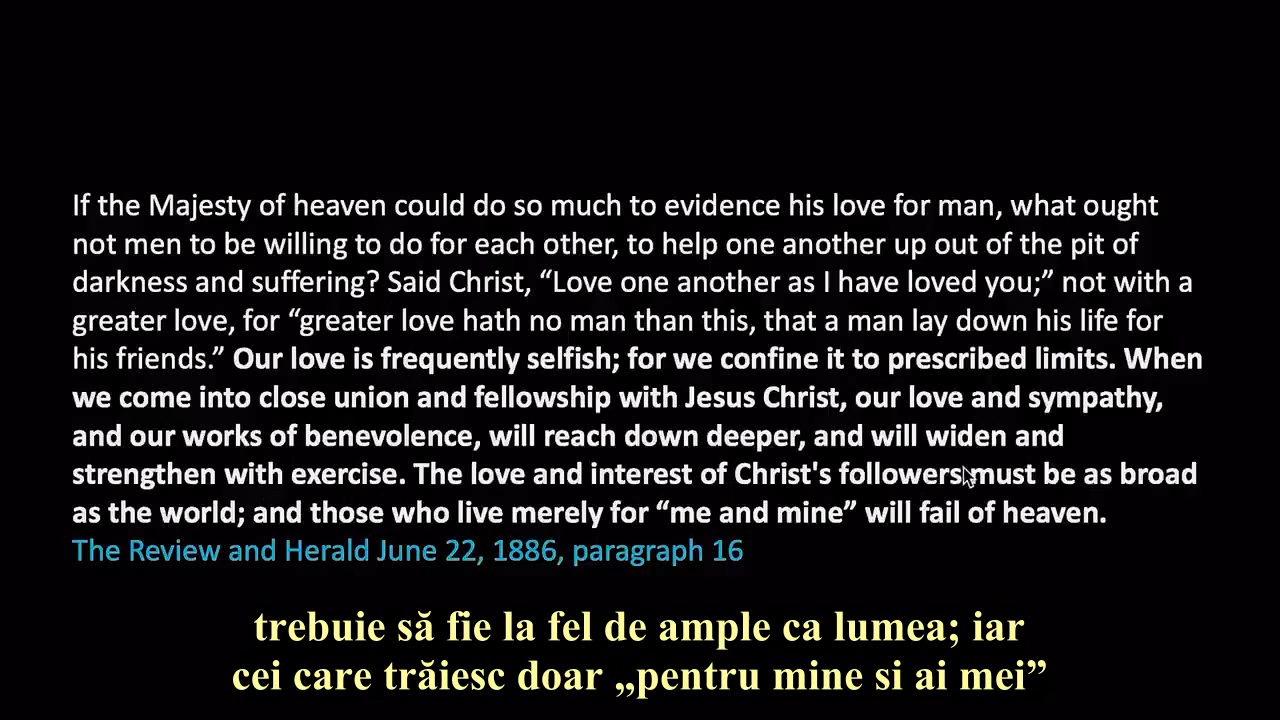 If the Majesty of heaven could do so much to evidence his love for man, what ought
not men to be willing to do for each other, to help one another up out of the pit of
darkness and suffering? Said Christ, “Love one another as I have loved you;” not with a
greater love, for “greater love hath no man than this, that a man lay down his life for
his friends.” Our love is frequently selfish; for we confine it to prescribed limits. When
we come into close union and fellowship with Jesus Christ, our love and sympathy,
and our works of benevolence, will reach down deeper, and will widen and
strengthen with exercise. The love and interest of Christ's followers must be as broad
as the world; and those who live merely for “me and mine” will fail of heaven.
The Review and Herald June 22, 1886, paragraph 16
trebuie să fie la fel de ample ca lumea; iar
cei care trăiesc doar „pentru mine si ai mei”